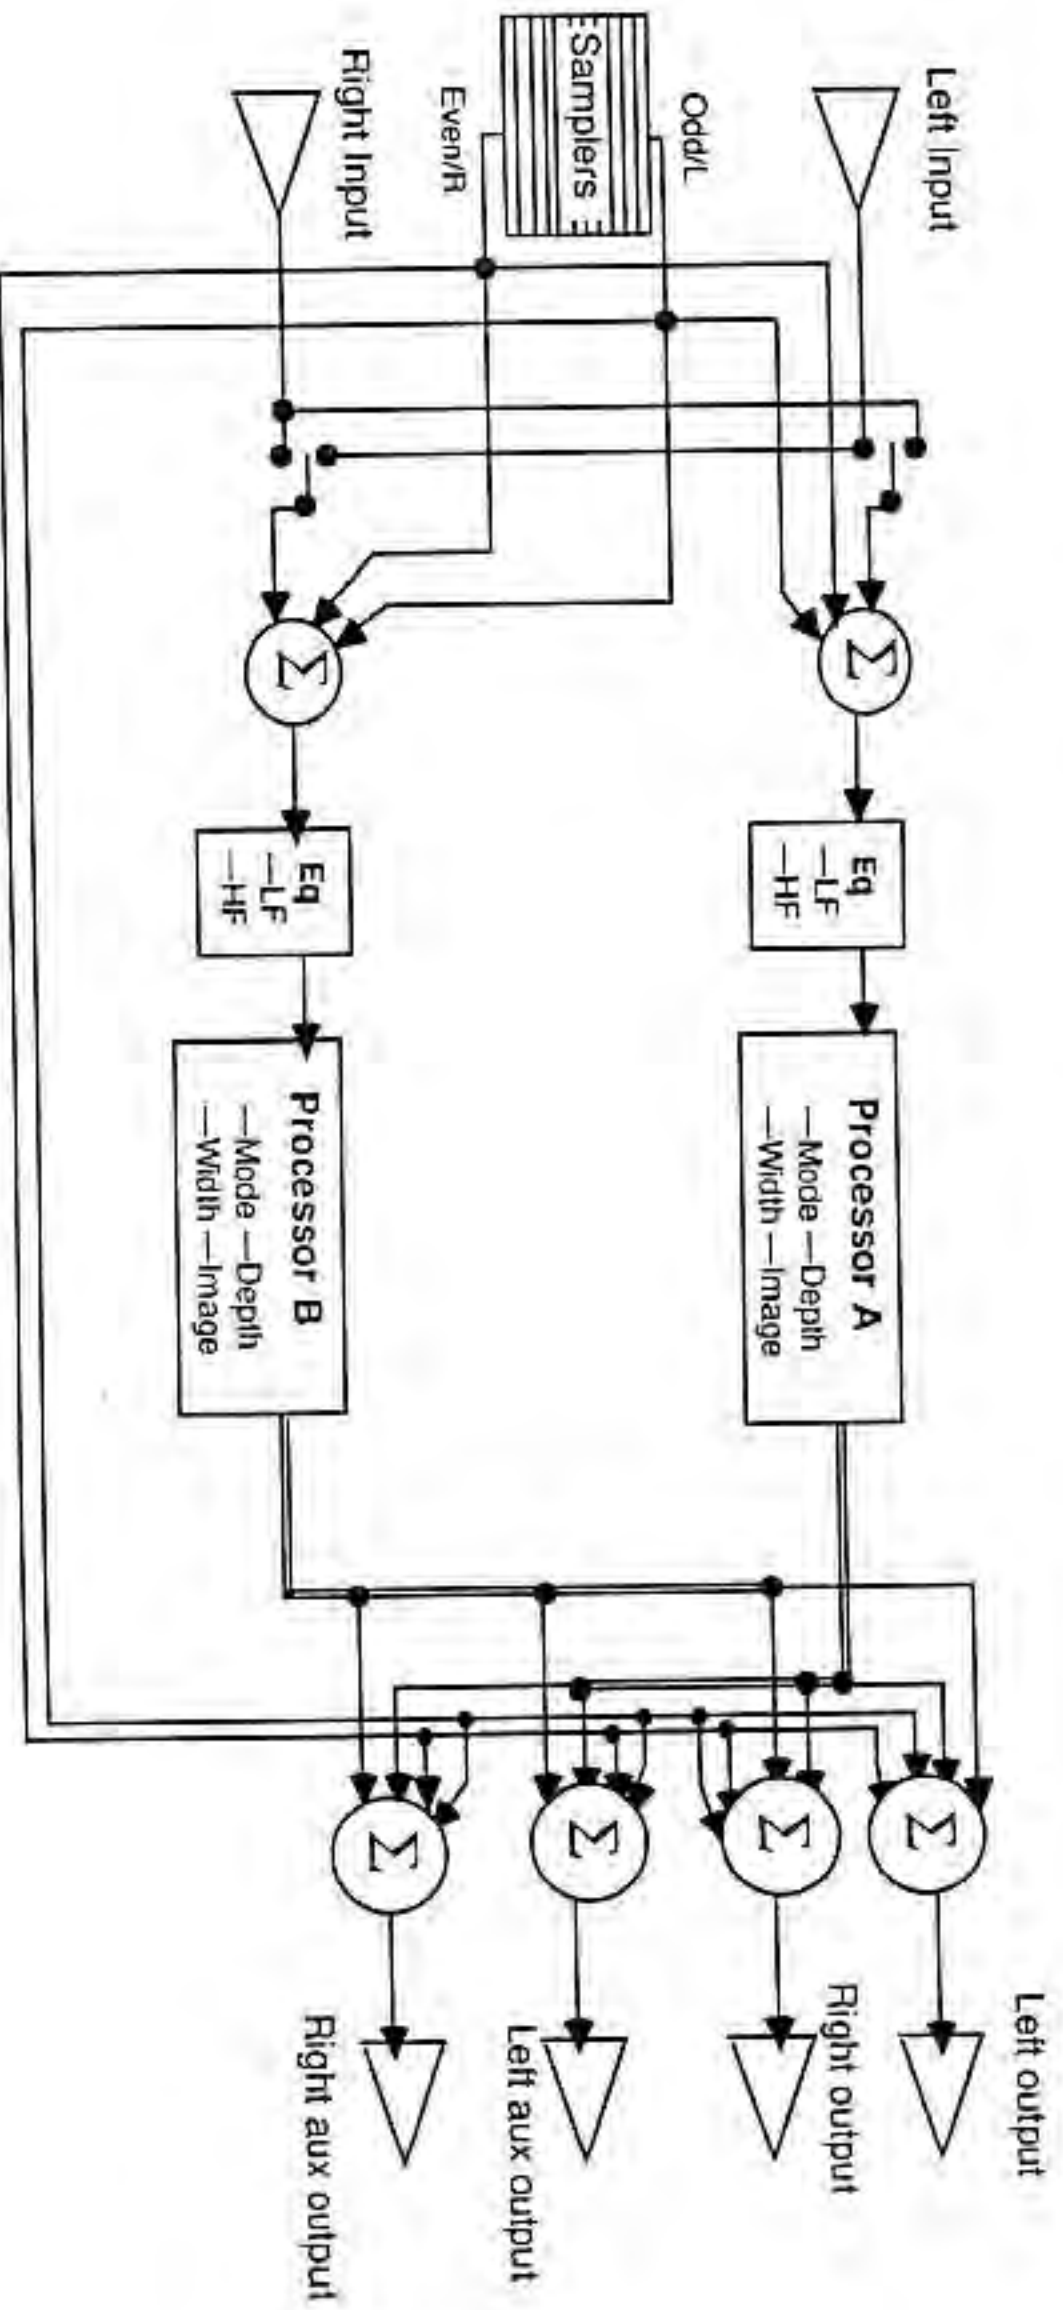 Left Input
Odd/L
Samplers
Even/R
Right Input
Σ
Eq
—LF
—HF
Processor A
—Mode —Depth
—Width —Image
Σ
Eq
—LF
—HF
Processor B
—Mode —Depth
—Width —Image
Σ
Left output
Σ
Right output
Σ
Left aux output
Σ
Right aux output